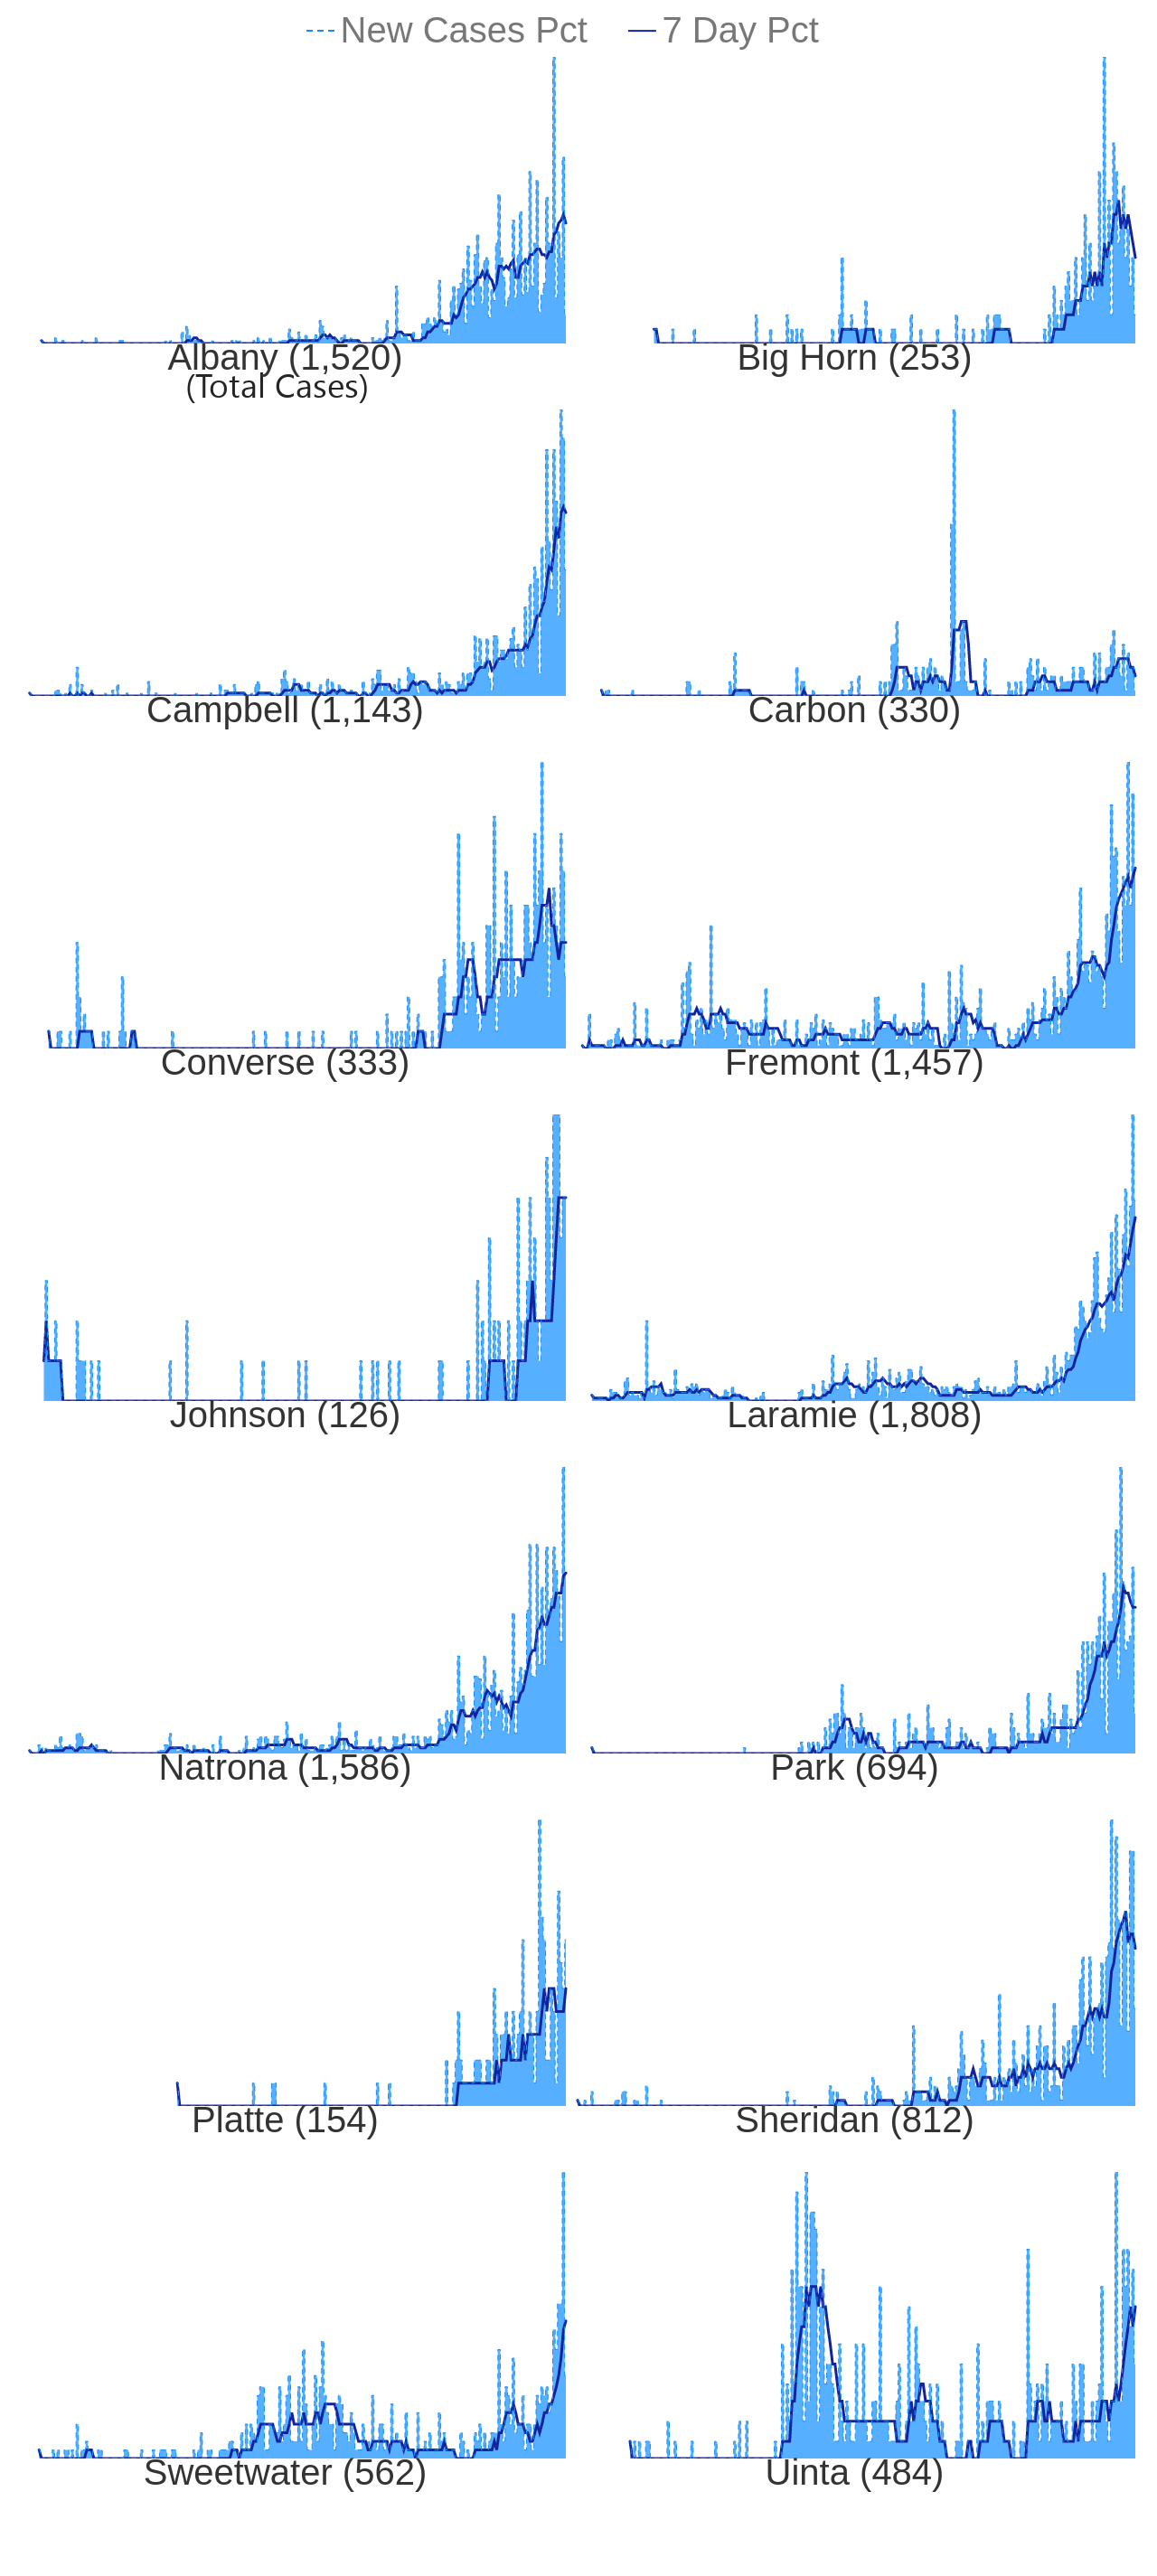 New Cases Pct 7 Day Pct
Albany (1,520) Big Horn (253)
(Total Cases)
Campbell (1,143) Carbon (330)
Converse (333) Fremont (1,457)
Johnson (126) Laramie (1,808)
Natrona (1,586) Park (694)
Platte (154) Sheridan (812)
Sweetwater (562) Uinta (484)